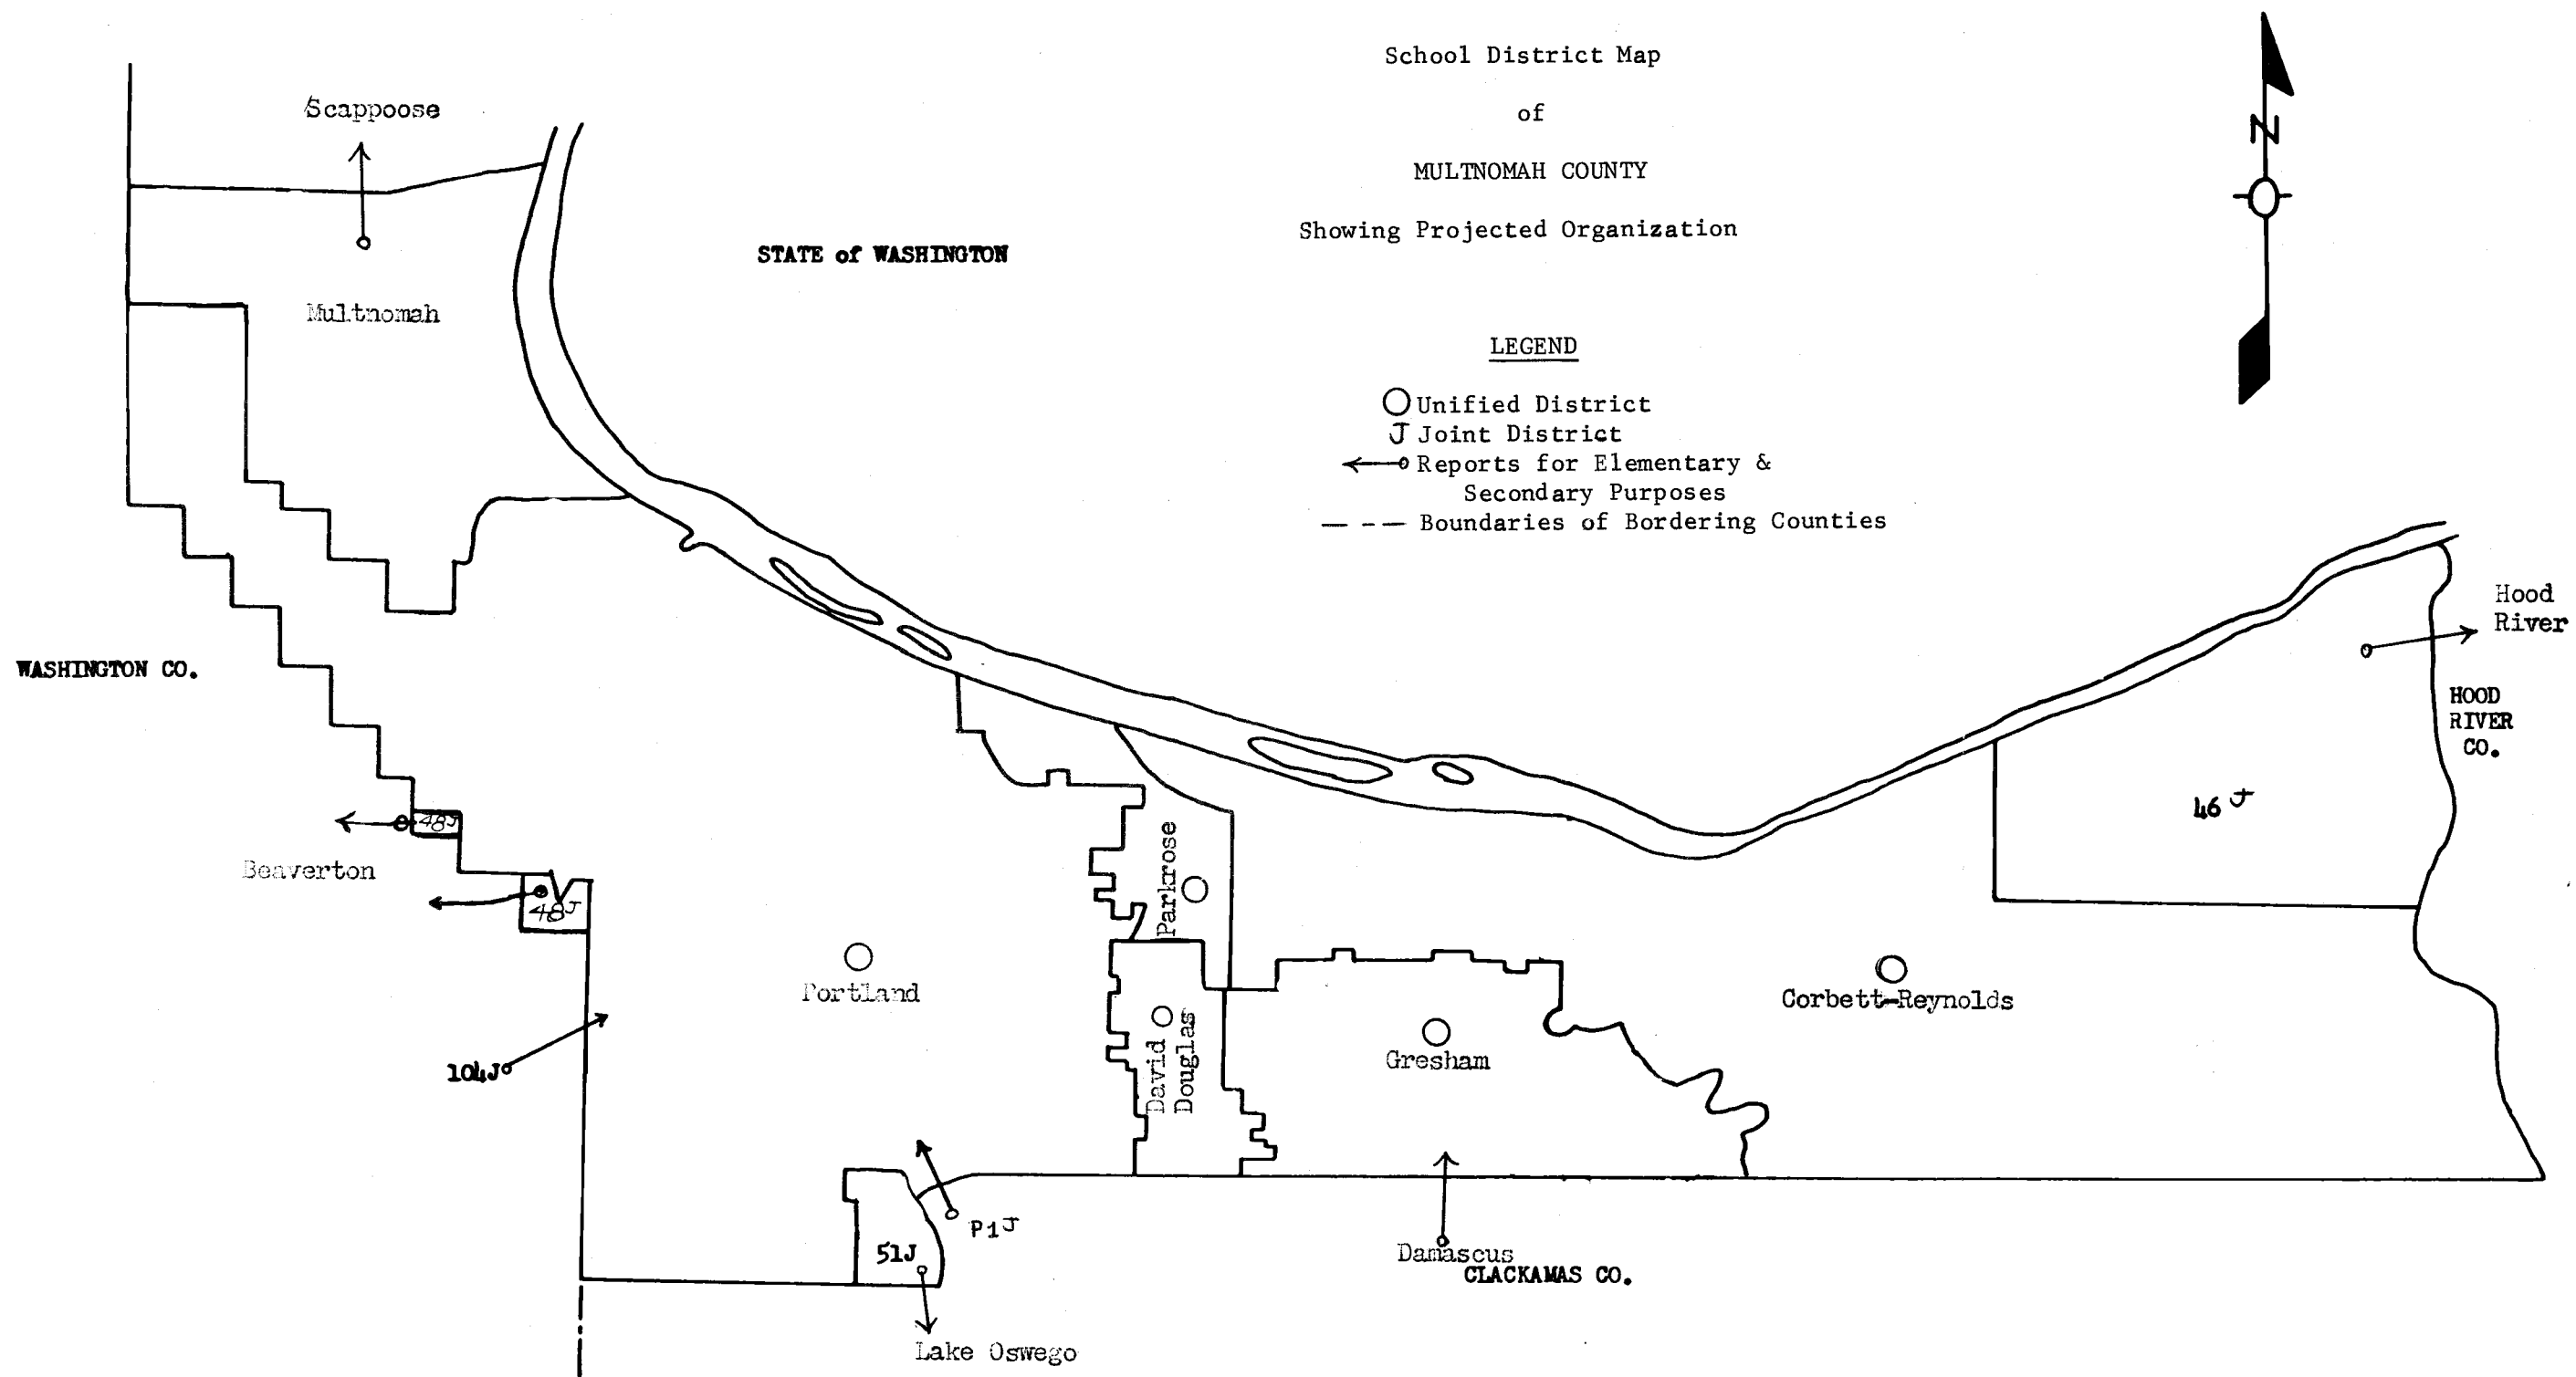 School District Map
of
MULTNOMAH COUNTY
Showing Projected Organization
N
LEGEND
Unified District
J Joint District
Reports for Elementary &
Secondary Purposes
Boundaries of Bordering Counties
Scappoose
Multnomah
STATE of WASHINGTON
WASHINGTON CO.
Hood
River
HOOD
RIVER
CO.
46 J
48J
Beaverton
48J
Parkrose
Portland
David
Douglas
Gresham
Corbett-Reynolds
104J
P1J
51J
Damascus
CLACKAMAS CO.
Lake Oswego